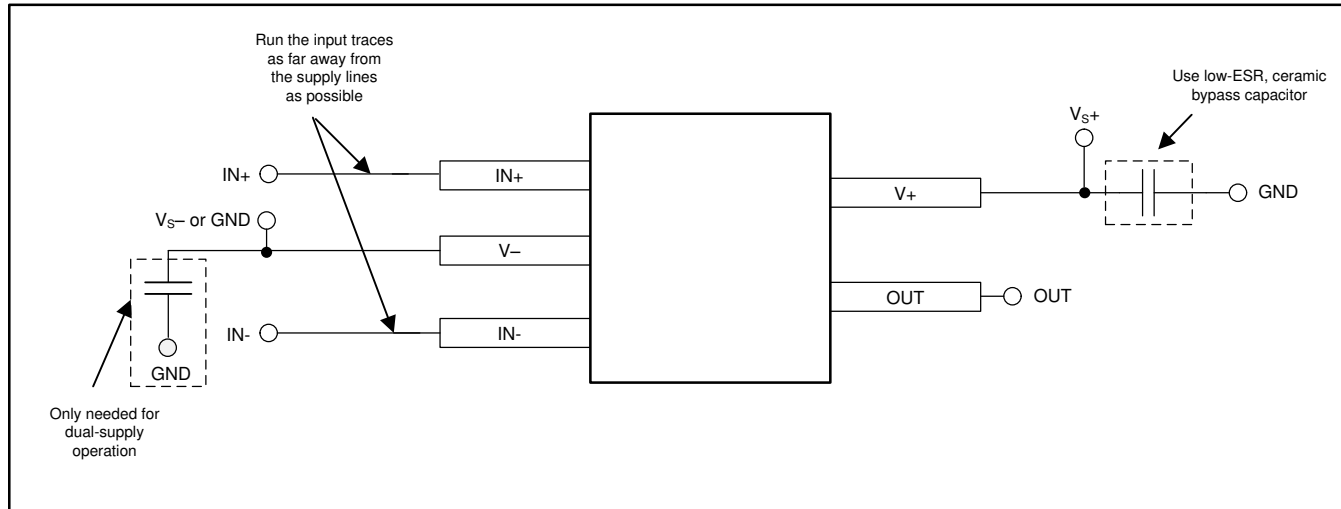 Run the input traces
as far away from
the supply lines
as possible
Use low-ESR, ceramic
bypass capacitor
VS+
IN+
IN+
V+
GND
VS– or GND
V–
OUT
OUT
IN-
IN-
GND
Only needed for
dual-supply
operation